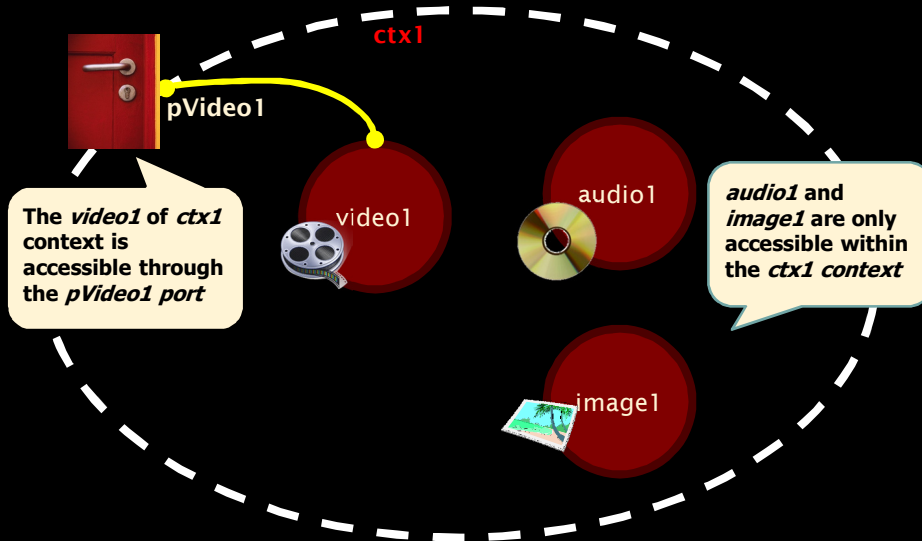 ctx1
pVideo1
The video1 of ctx1
context is
accessible through
the pVideo1 port
video1
audio1
audio1 and
image1 are only
accessible within
the ctx1 context
image1